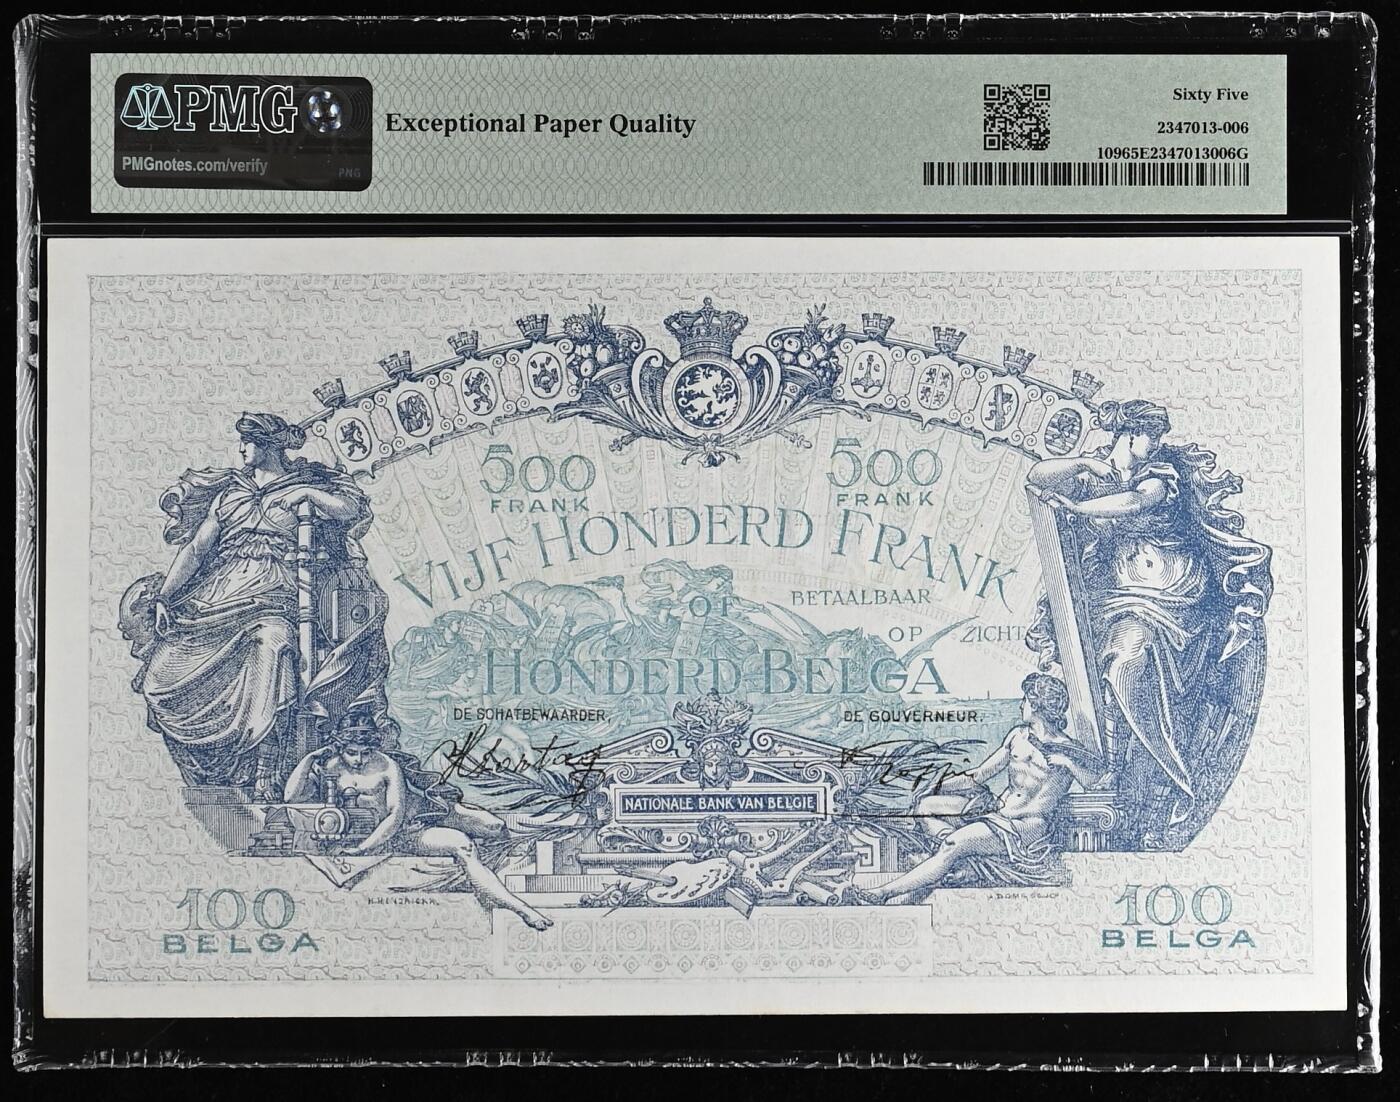 PMG
PMGnotes.com/verify
PMG
Exceptional Paper Quality
Sixty Five
2347013-006
10965E2347013006G
500
FRANK
500
FRANK
VIJF HONDERD FRANK
OF
BETAALBAAR
OP ZICHT
HONDERD BELGA
DE SCHATBEWAARDER.
DE GOUVERNEUR.
NATIONALE BANK VAN BELGIE
100
BELGA
100
BELGA